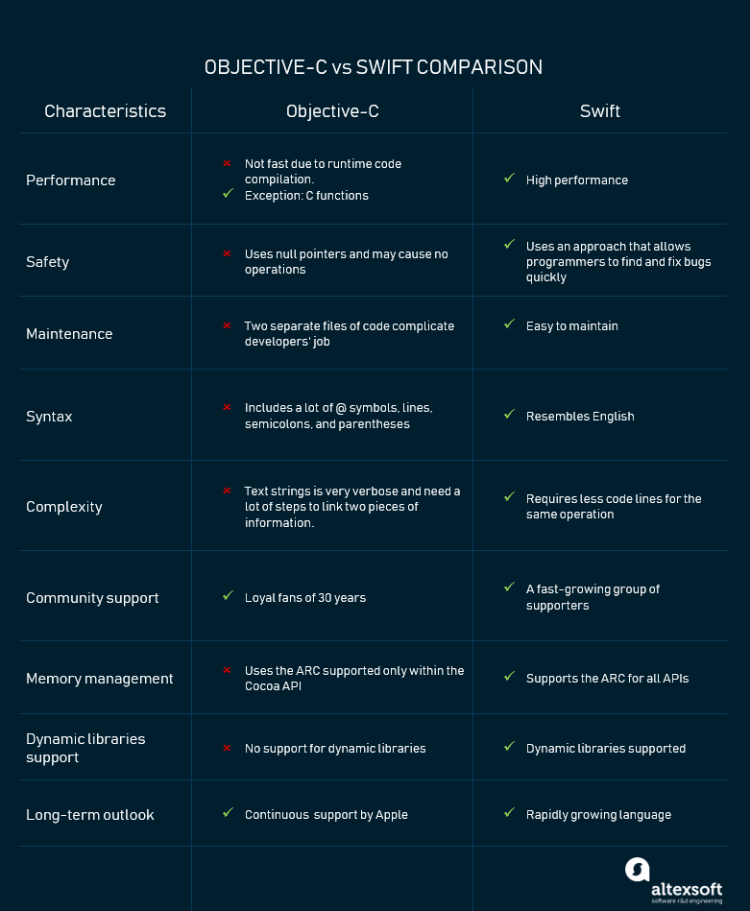 OBJECTIVE-C vs SWIFT COMPARISON
Characteristics
Objective-C
Swift
Performance
Not fast due to runtime code
compilation.
Exception: C functions
High performance
Safety
Uses null pointers and may cause no
operations
Uses an approach that allows
programmers to find and fix bugs
quickly
Maintenance
Two separate files of code complicate
developers' job
Easy to maintain
Syntax
Includes a lot of @ symbols, lines,
semicolons, and parentheses
Resembles English
Complexity
Text strings is very verbose and need a
lot of steps to link two pieces of
information.
Requires less code lines for the
same operation
Community support
Loyal fans of 30 years
A fast-growing group of
supporters
Memory management
Uses the ARC supported only within the
Cocoa API
Supports the ARC for all APIs
Dynamic libraries
support
No support for dynamic libraries
Dynamic libraries supported
Long-term outlook
Continuous support by Apple
Rapidly growing language
altexsoft
software r&d engineering